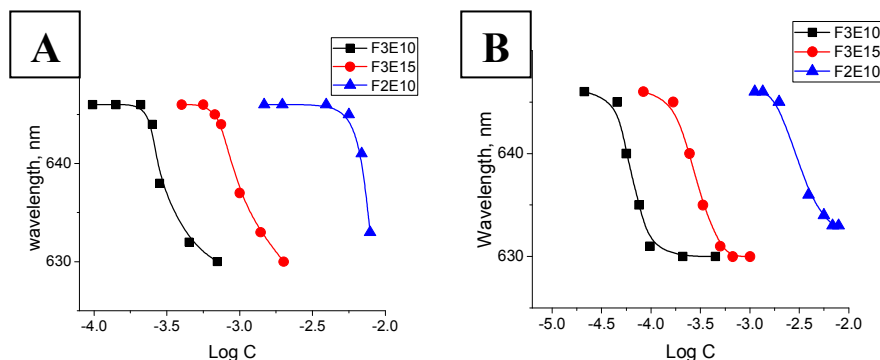 A
F3E10
F3E15
F2E10
640
630
wavelength, nm
-4.0 -3.5 -3.0 -2.5 -2.0
Log C
B
F3E10
F3E15
F2E10
640
630
Wavelength, nm
-5.0 -4.5 -4.0 -3.5 -3.0 -2.5 -2.0
Log C